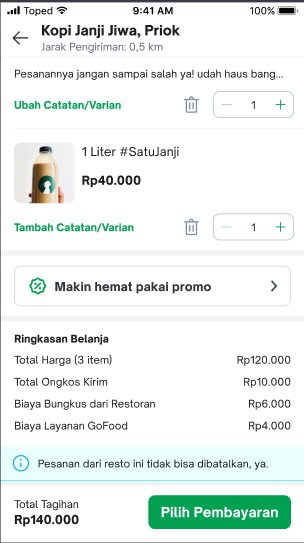 Toped 9:41 AM 100%
Kopi Janji Jiwa, Priok
Jarak Pengiriman: 0,5 km
Pesanannya jangan sampai salah ya! udah haus bang...
Ubah Catatan/Varian 1
1 Liter #SatuJanji
Rp40.000
Tambah Catatan/Varian 1
Makin hemat pakai promo
Ringkasan Belanja
Total Harga (3 item) Rp120.000
Total Ongkos Kirim Rp10.000
Biaya Bungkus dari Restoran Rp6.000
Biaya Layanan GoFood Rp4.000
Pesanan dari resto ini tidak bisa dibatalkan, ya.
Total Tagihan
Rp140.000
Pilih Pembayaran